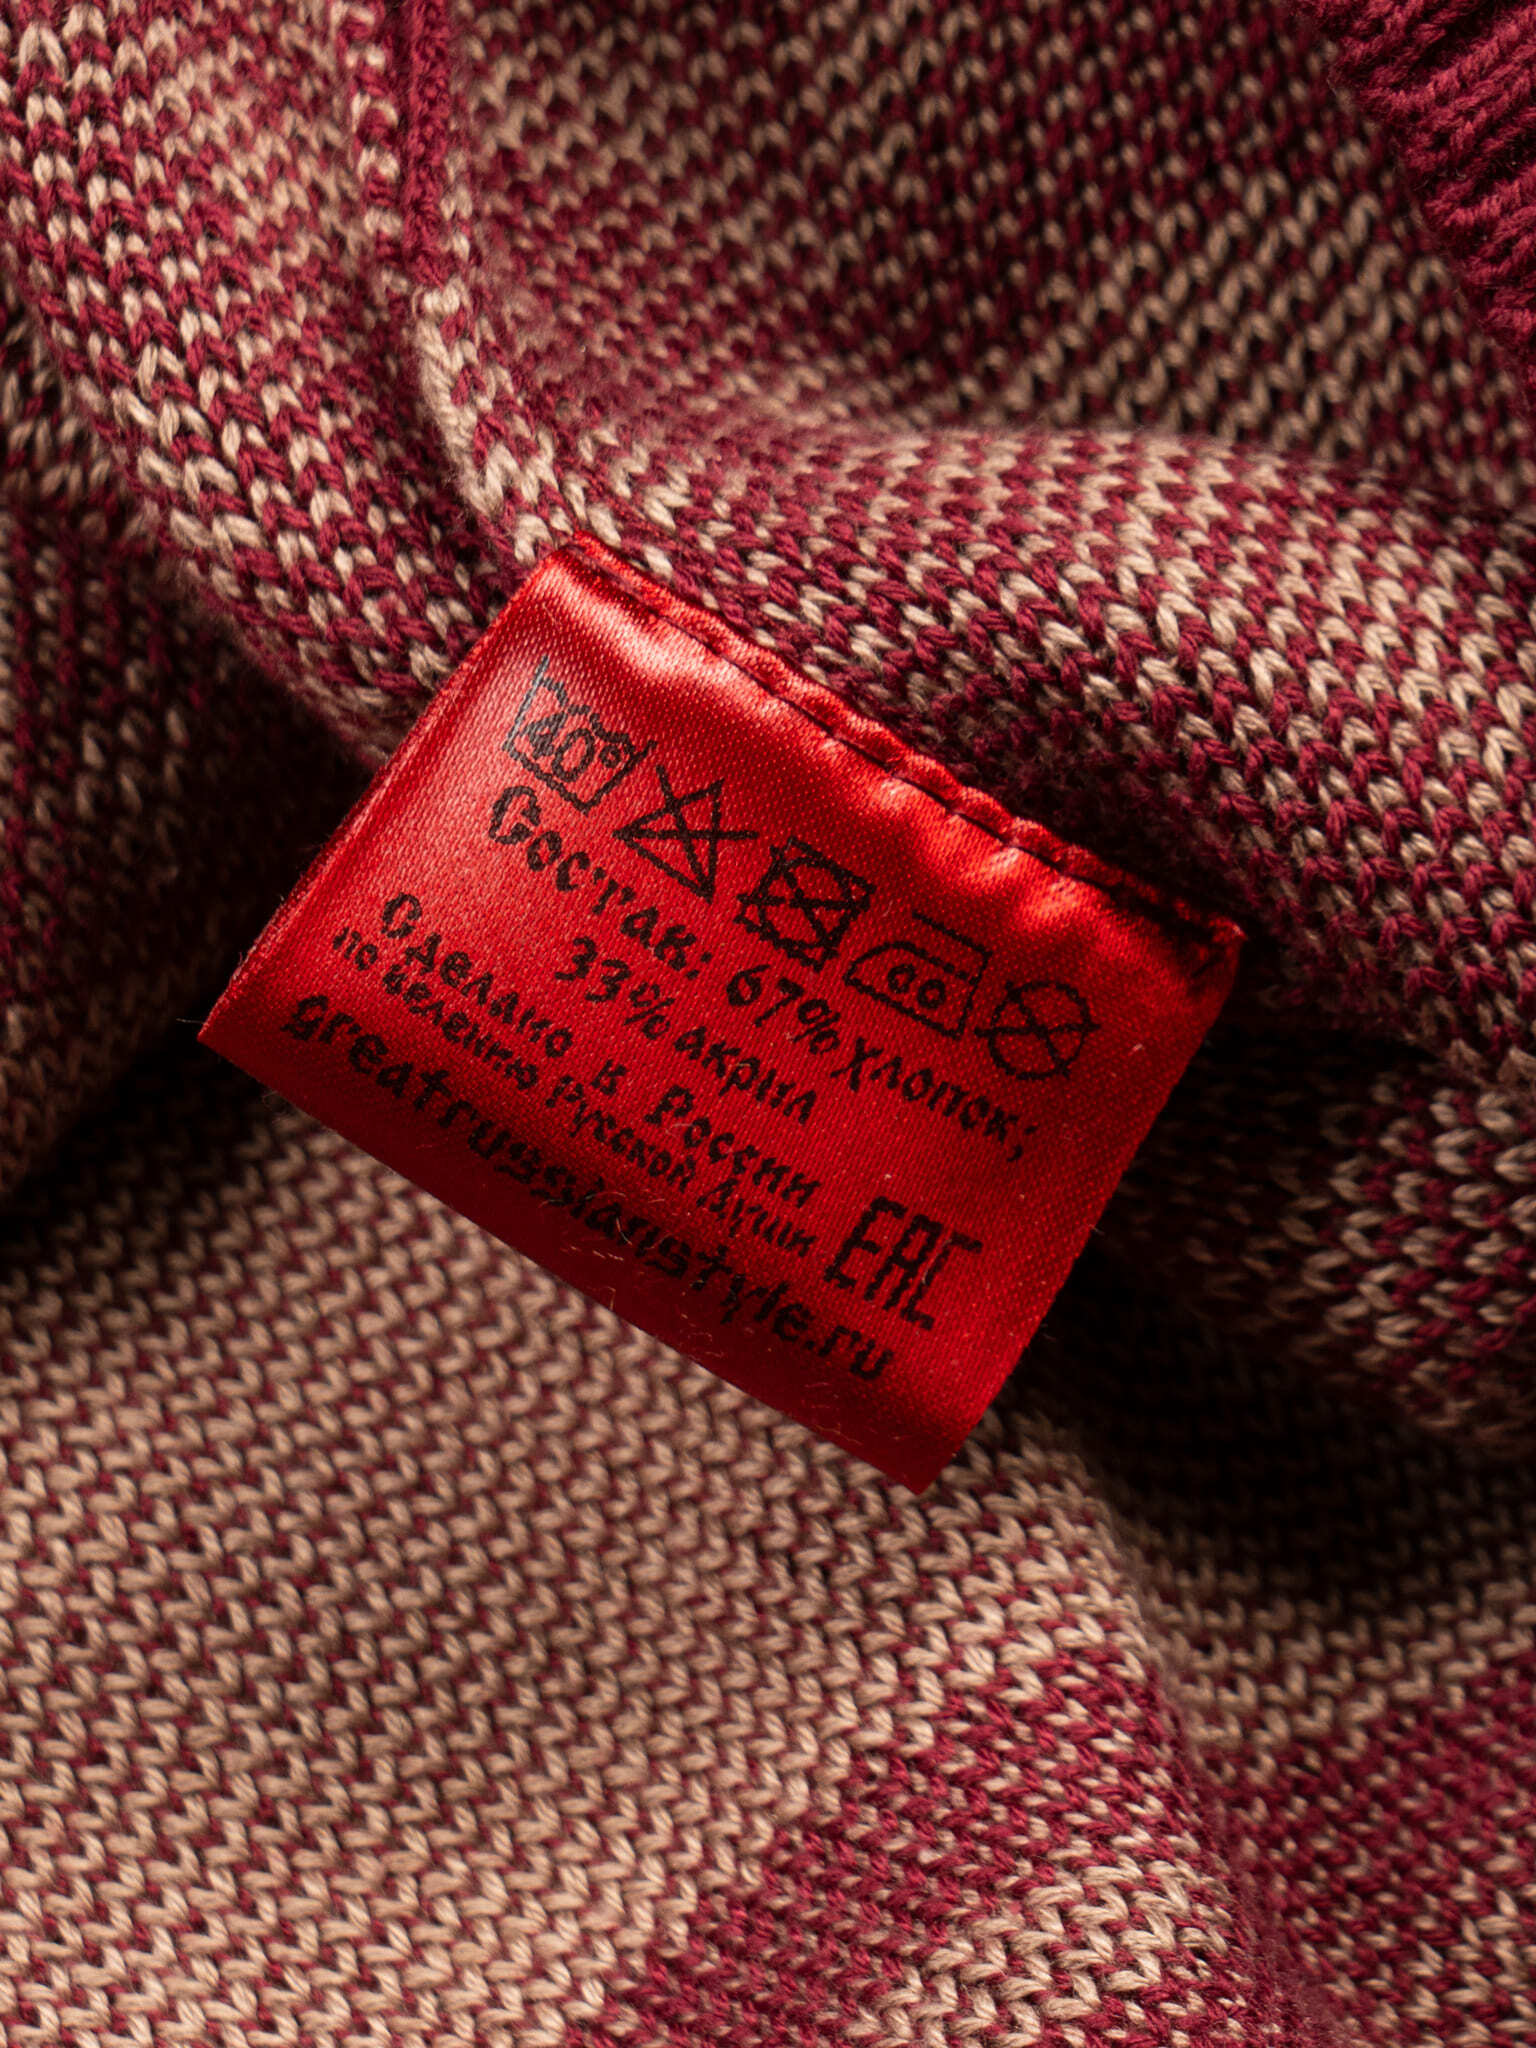 40°
Состав: 67% хлопок;
33% акрил
Сделано в России
по велению Русской Души
greatrussianstyle.ru
EAC